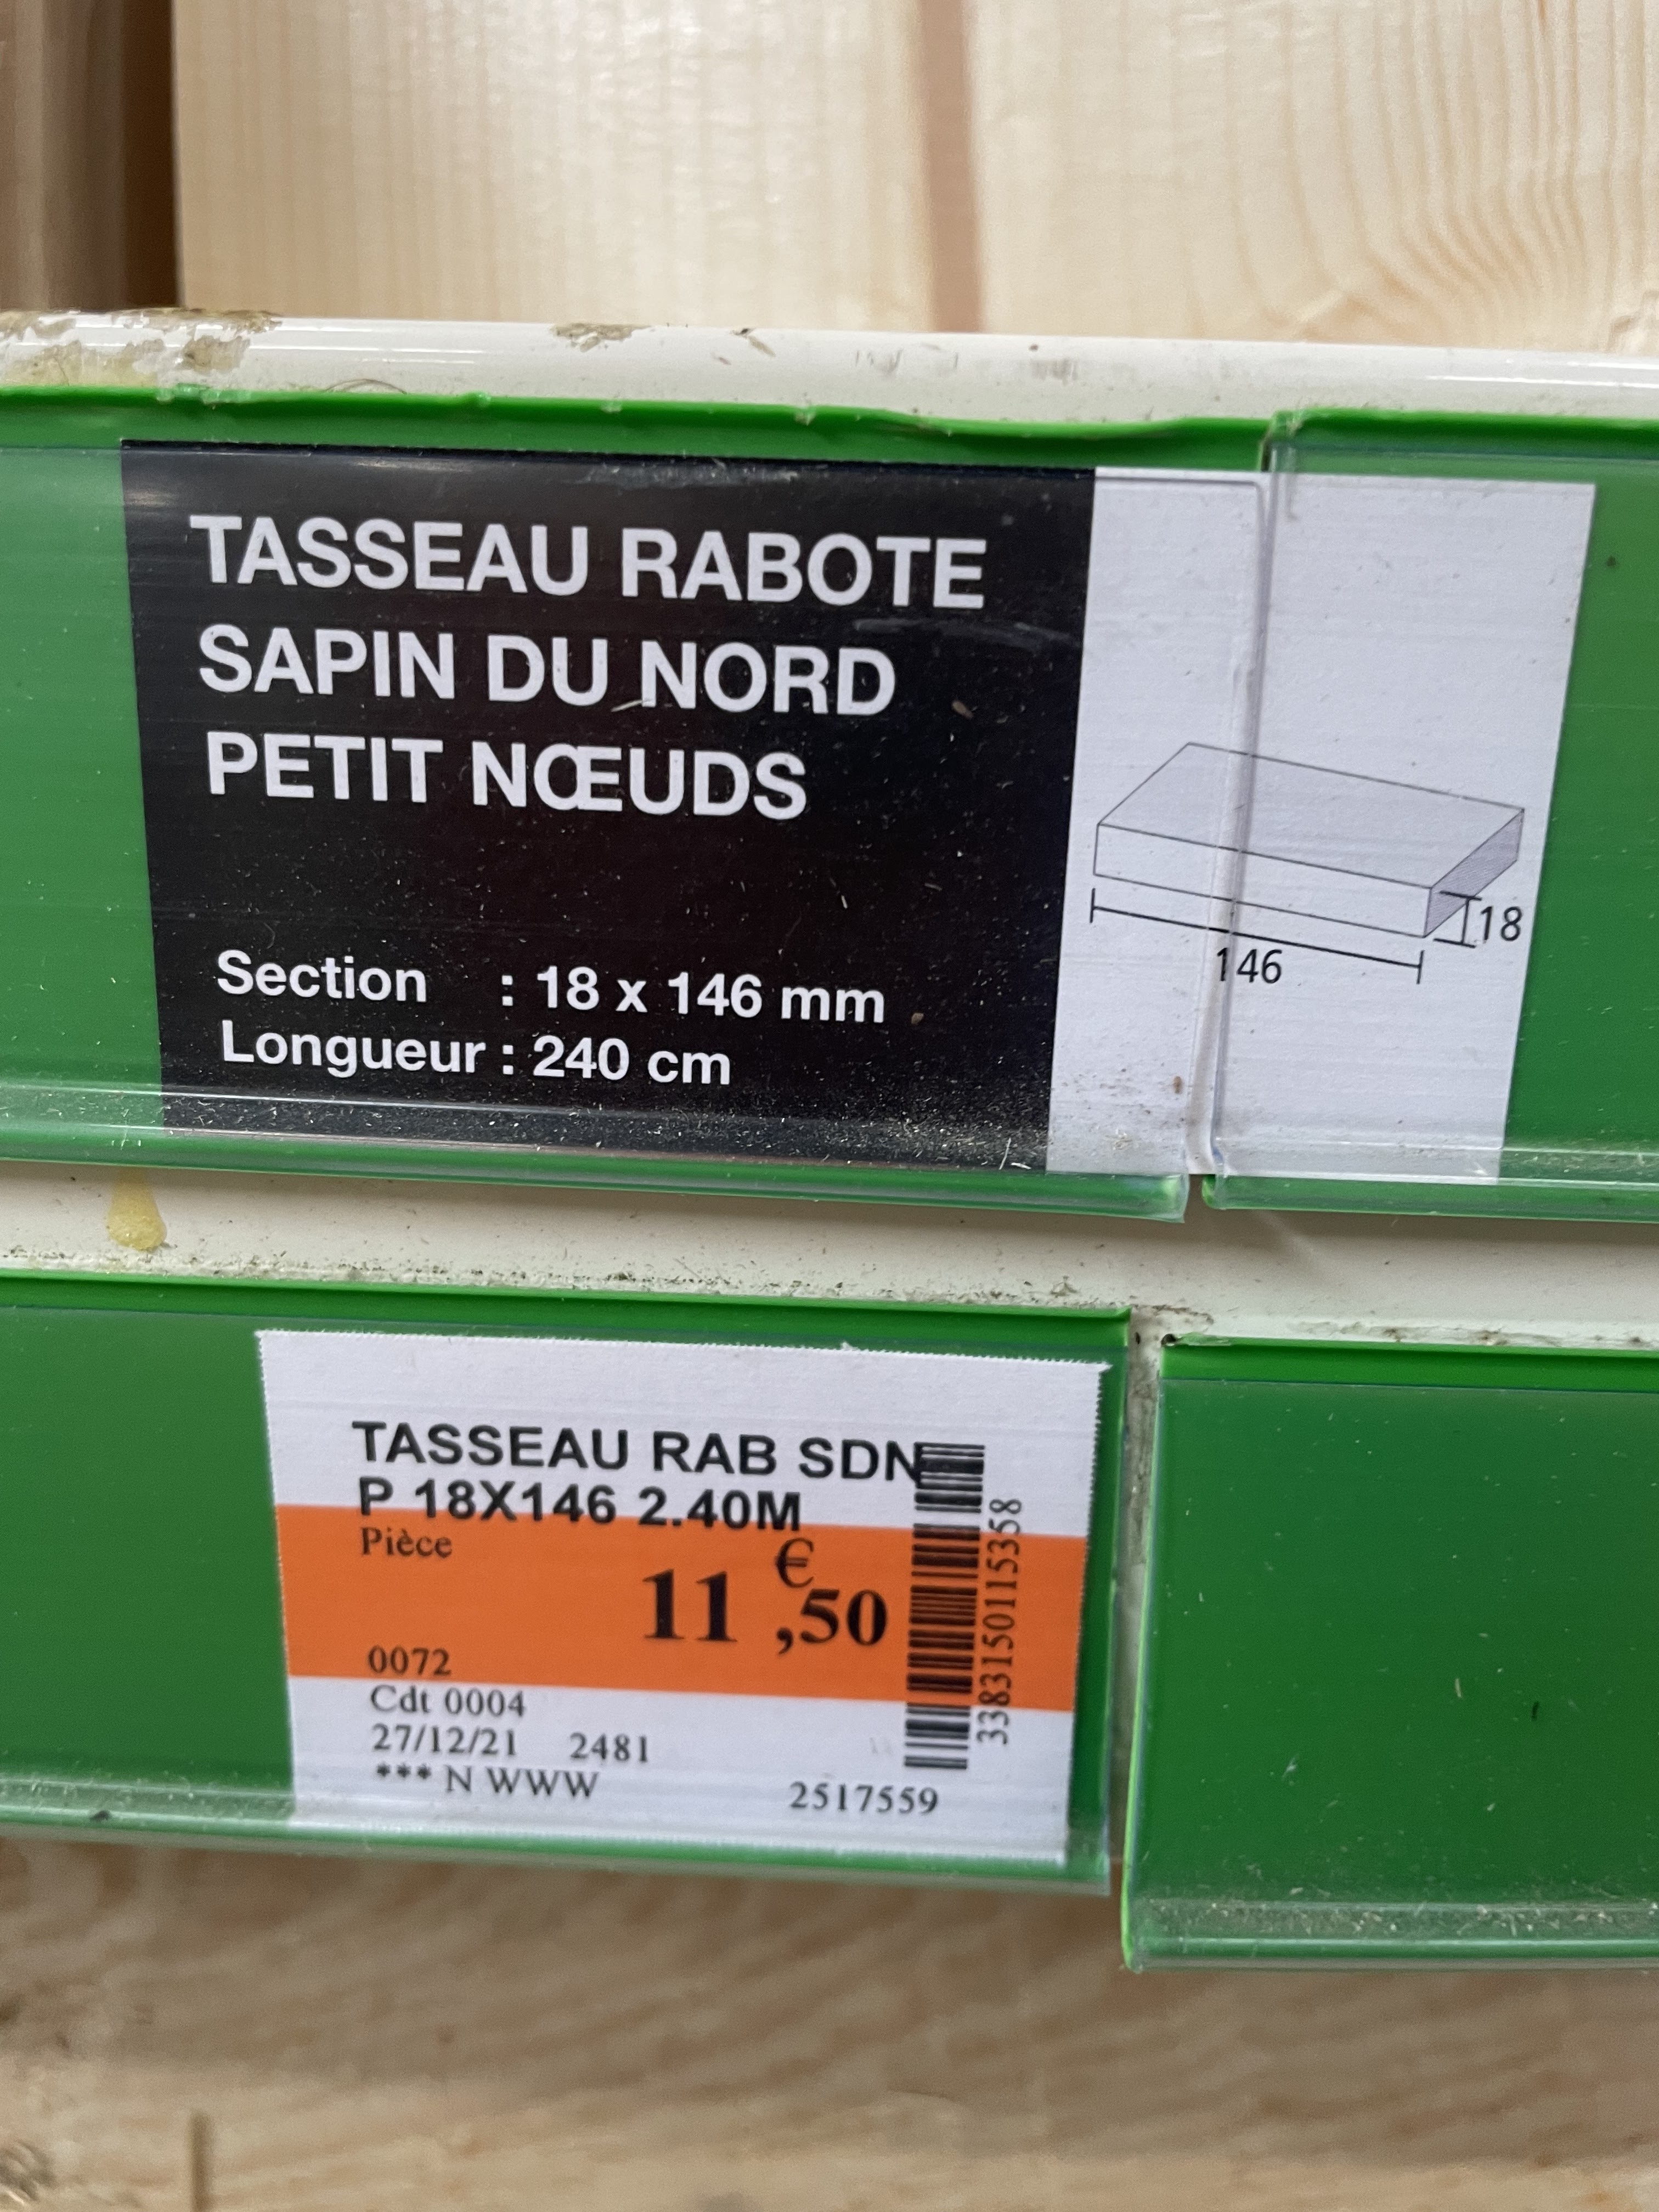 TASSEAU RABOTE
SAPIN DU NORD
PETIT NŒUDS
Section : 18 x 146 mm
Longueur : 240 cm
18
146
TASSEAU RAB SDN
P 18X146 2.40M
Pièce
11 €,50
0072
Cdt 0004
27/12/21 2481
*** N WWW
2517559
3383150115358